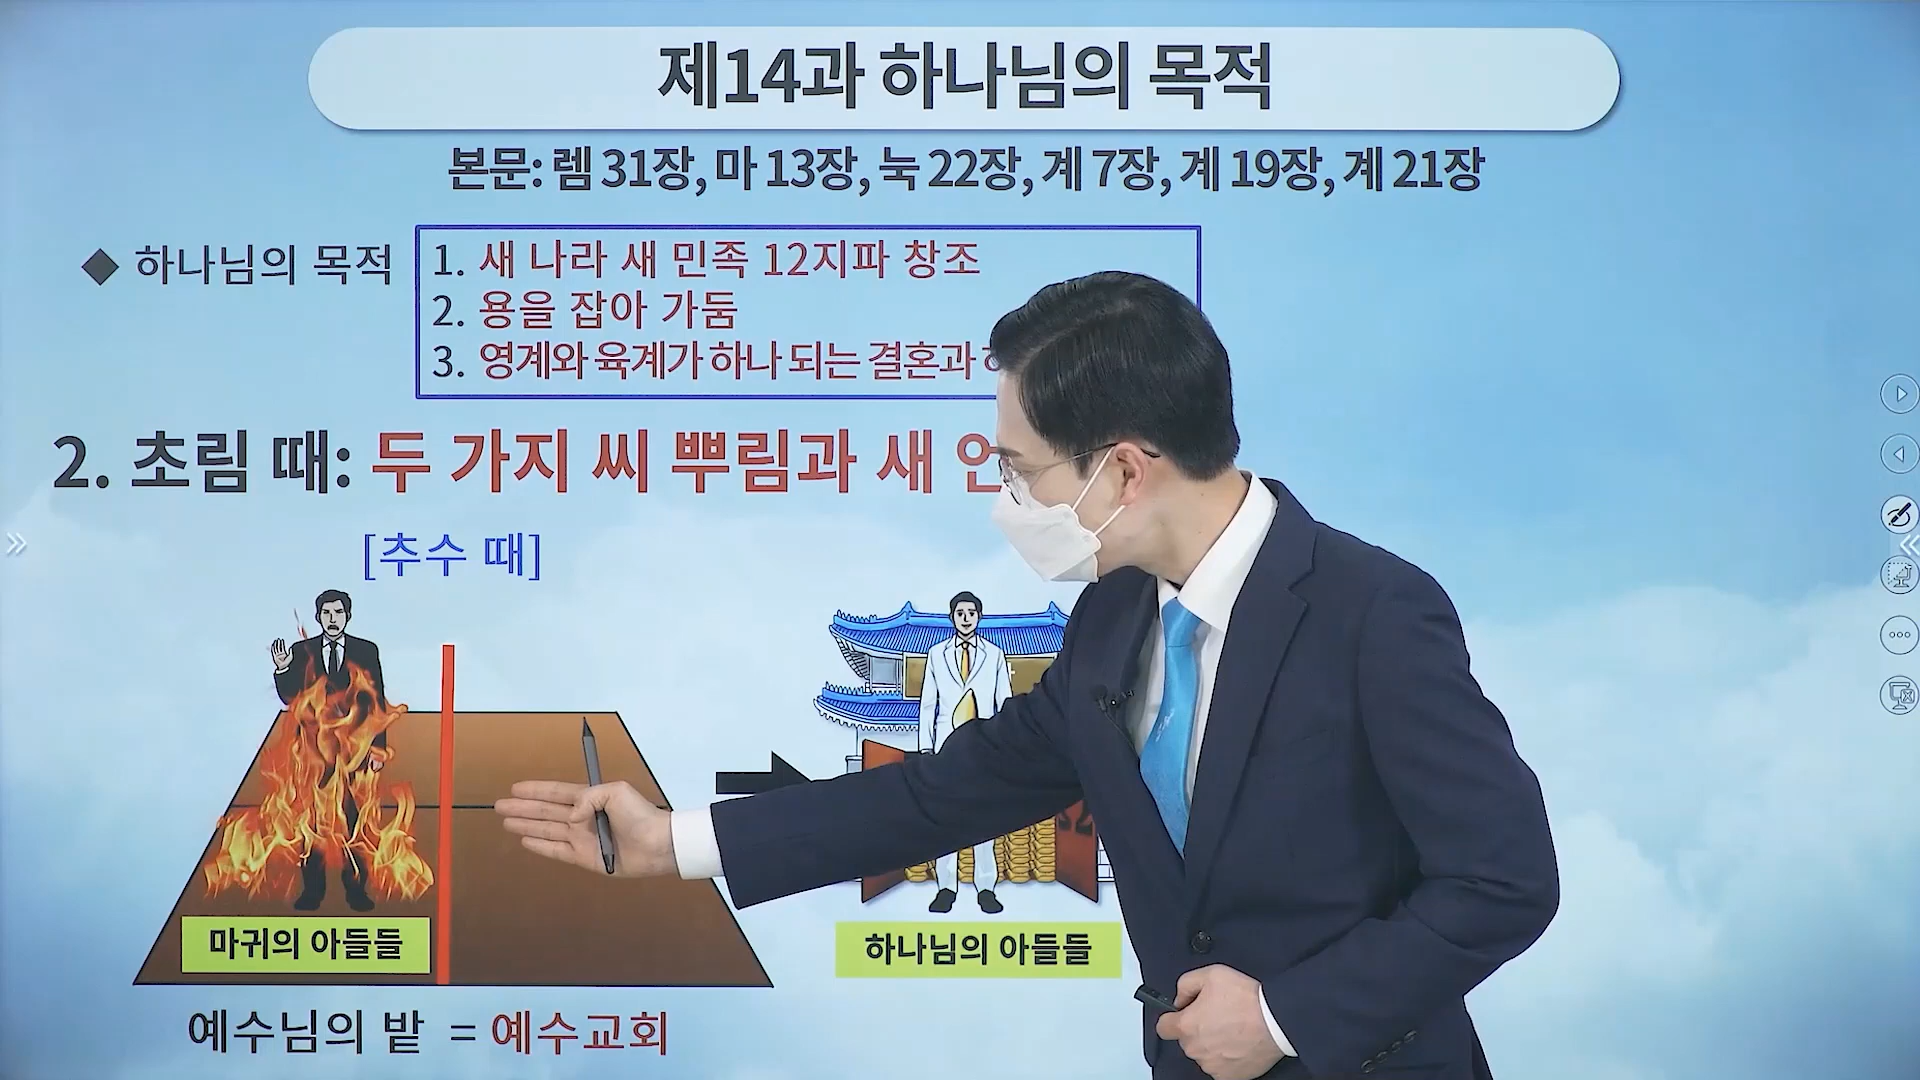 제14과 하나님의 목적
본문: 렘 31장, 마 13장, 눅 22장, 계 7장, 계 19장, 계 21장
◆ 하나님의 목적
1. 새 나라 새 민족 12지파 창조
2. 용을 잡아 가둠
3. 영계와 육계가 하나 되는 결혼과
2. 초림 때: 두 가지 씨 뿌림과 새
[추수 때]
마귀의 아들들
하나님의 아들들
예수님의 밭 = 예수교회